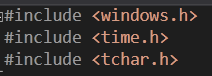 #include <windows.h>
#include <time.h>
#include <tchar.h>